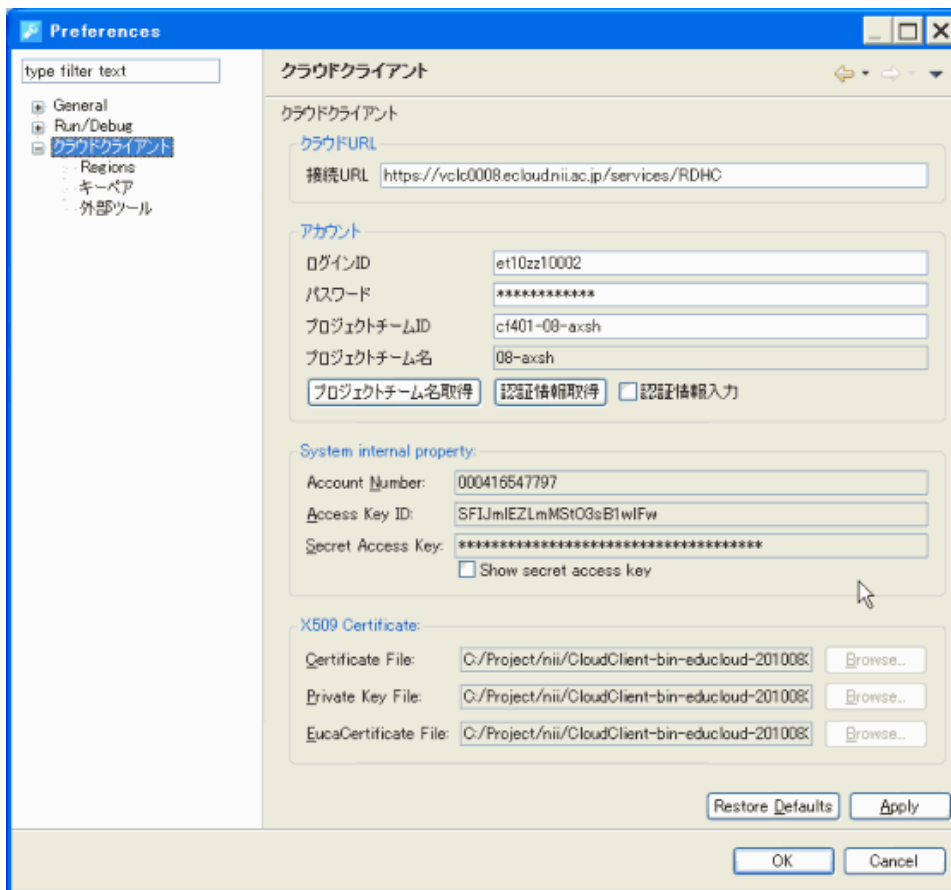 Preferences
type filter text
General
Run/Debug
クラウドクライアント
Regions
キーペア
外部ツール
クラウドクライアント
クラウドクライアント
クラウドURL
接続URL https://vclc0008.ecloud.nii.ac.jp/services/RDHC
アカウント
ログインID et10zz10002
パスワード ************
プロジェクトチームID cf401-08-axsh
プロジェクトチーム名 08-axsh
プロジェクトチーム名取得 認証情報取得 認証情報入力
System internal property:
Account Number: 000416547797
Access Key ID: SFIJmIEZLmMStO3sB1wIFw
Secret Access Key: *************************************
Show secret access key
X509 Certificate:
Certificate File: C:/Project/nii/CloudClient-bin-educloud-201008 Browse...
Private Key File: C:/Project/nii/CloudClient-bin-educloud-201008 Browse...
EucaCertificate File: C:/Project/nii/CloudClient-bin-educloud-201008 Browse...
Restore Defaults Apply
OK Cancel